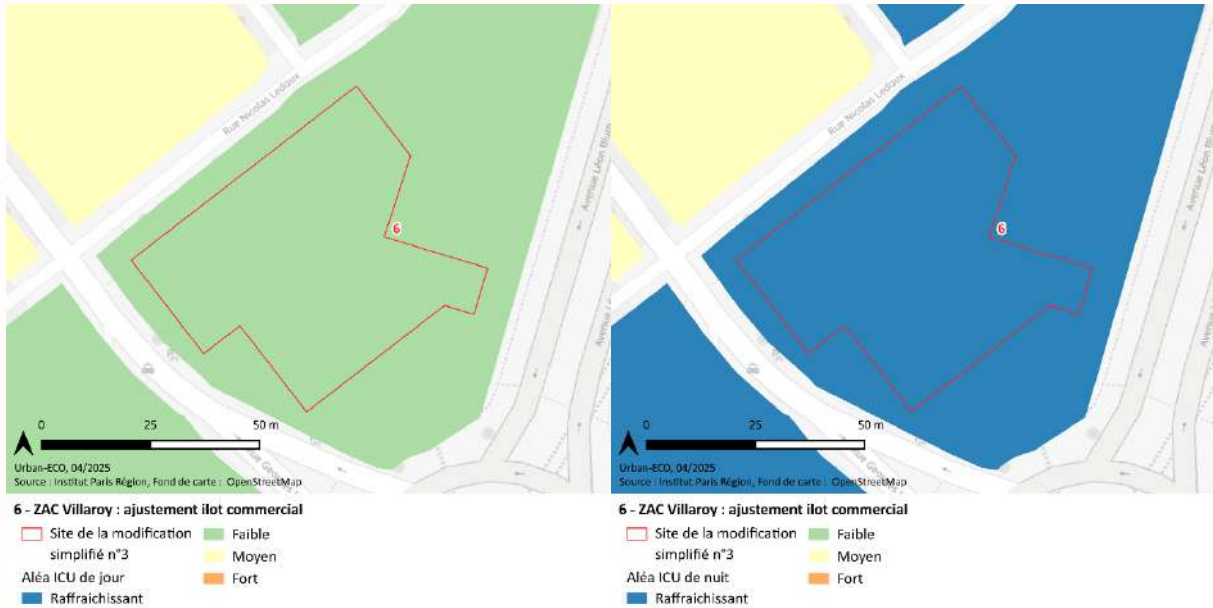 Rue Nicolas Ledoux
Avenue Léon Blum
6
0 25 50 m
Urban-ECO, 04/2025
Source : Institut Paris Région, Fond de carte : OpenStreetMap
6 - ZAC Villaroy : ajustement ilot commercial
Site de la modification
simplifié n°3
Aléa ICU de jour
Raffraichissant
Faible
Moyen
Fort
Rue Nicolas Ledoux
Avenue Léon Blum
6
0 25 50 m
Urban-ECO, 04/2025
Source : Institut Paris Région, Fond de carte : OpenStreetMap
6 - ZAC Villaroy : ajustement ilot commercial
Site de la modification
simplifié n°3
Aléa ICU de nuit
Raffraichissant
Faible
Moyen
Fort